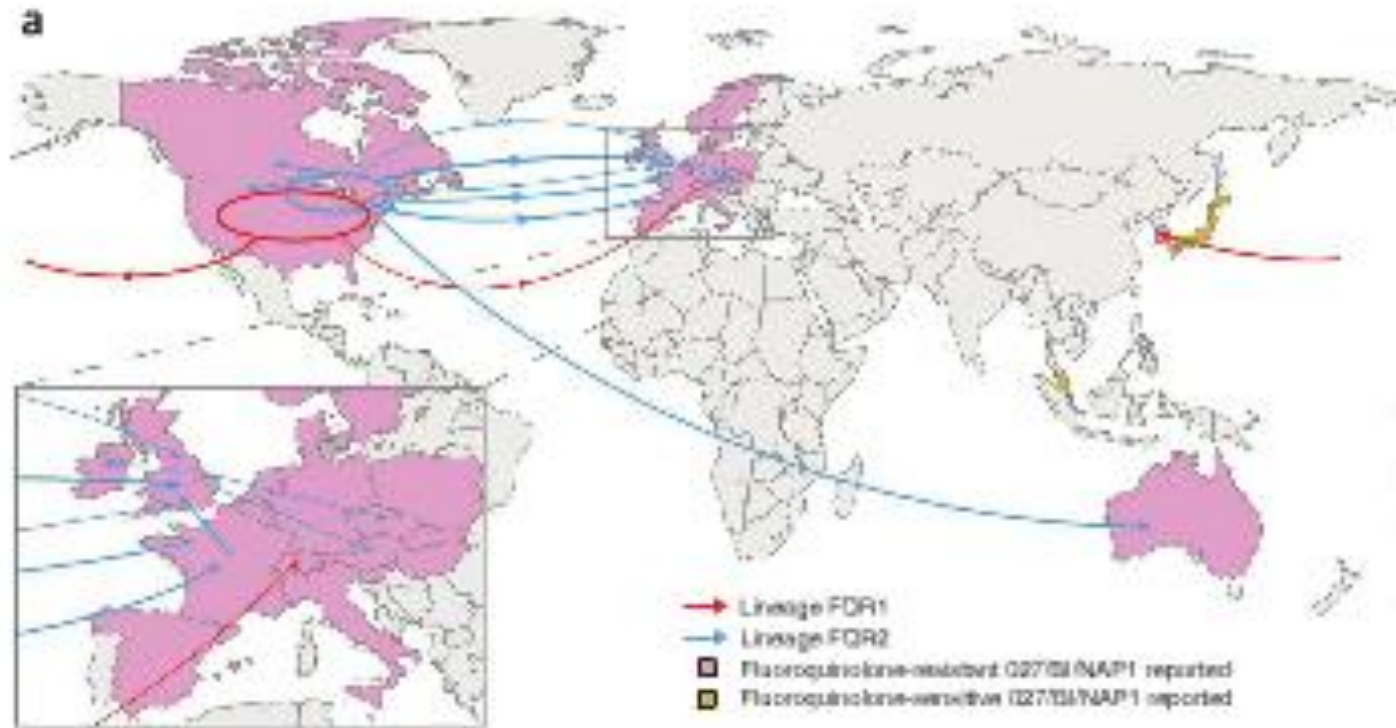 a
Lineage FQR1
Lineage FQR2
Fluoroquinolone-resistant 027/BI/NAP1 reported
Fluoroquinolone-sensitive 027/BI/NAP1 reported